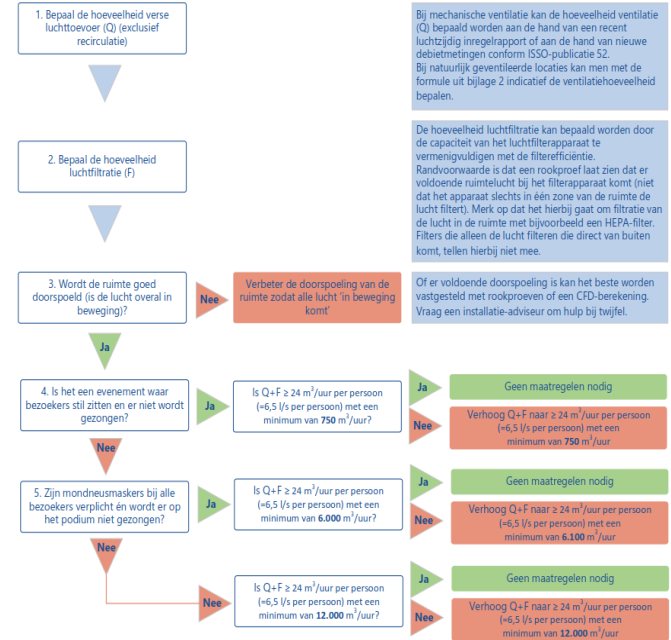 1. Bepaal de hoeveelheid verse
luchttoevoer (Q) (exclusief
recirculatie)
Bij mechanische ventilatie kan de hoeveelheid ventilatie
(Q) bepaald worden aan de hand van een recent
luchtzijdig inregelrapport of aan de hand van nieuwe
debietmetingen conform ISSO-publicatie 52.
Bij natuurlijk geventileerde locaties kan men met de
formule uit bijlage 2 indicatief de ventilatiehoeveelheid
bepalen.
2. Bepaal de hoeveelheid
luchtfiltratie (F)
De hoeveelheid luchtfiltratie kan bepaald worden door
de capaciteit van het luchtfilterapparaat te
vermenigvuldigen met de filterefficiëntie.
Randvoorwaarde is dat een rookproef laat zien dat er
voldoende ruimtelucht bij het filterapparaat komt (niet
dat het apparaat slechts in één zone van de ruimte de
lucht filtert). Merk op dat het hierbij gaat om filtratie van
de lucht in de ruimte met bijvoorbeeld een HEPA-filter.
Filters die alleen de lucht filteren die direct van buiten
komt, tellen hierbij niet mee.
3. Wordt de ruimte goed
doorspoeld (is de lucht overal in
beweging)?
Nee
Verbeter de doorspoeling van de
ruimte zodat alle lucht 'in beweging
komt'
Of er voldoende doorspoeling is kan het beste worden
vastgesteld met rookproeven of een CFD-berekening.
Vraag een installatie-adviseur om hulp bij twijfel.
Ja
4. Is het een evenement waar
bezoekers stil zitten en er niet wordt
gezongen?
Ja
Is Q+F ≥ 24 m³/uur per persoon
(=6,5 l/s per persoon) met een
minimum van 750 m³/uur?
Ja
Geen maatregelen nodig
Nee
Verhoog Q+F naar ≥ 24 m³/uur per persoon
(=6,5 l/s per persoon) met een
minimum van 750 m³/uur
Nee
5. Zijn mondneusmaskers bij alle
bezoekers verplicht én wordt er op
het podium niet gezongen?
Ja
Is Q+F ≥ 24 m³/uur per persoon
(=6,5 l/s per persoon) met een
minimum van 6.000 m³/uur?
Ja
Geen maatregelen nodig
Nee
Verhoog Q+F naar ≥ 24 m³/uur per persoon
(=6,5 l/s per persoon) met een
minimum van 6.100 m³/uur
Nee
Nee
Is Q+F ≥ 24 m³/uur per persoon
(=6,5 l/s per persoon) met een
minimum van 12.000 m³/uur?
Ja
Geen maatregelen nodig
Nee
Verhoog Q+F naar ≥ 24 m³/uur per persoon
(=6,5 l/s per persoon) met een
minimum van 12.000 m³/uur